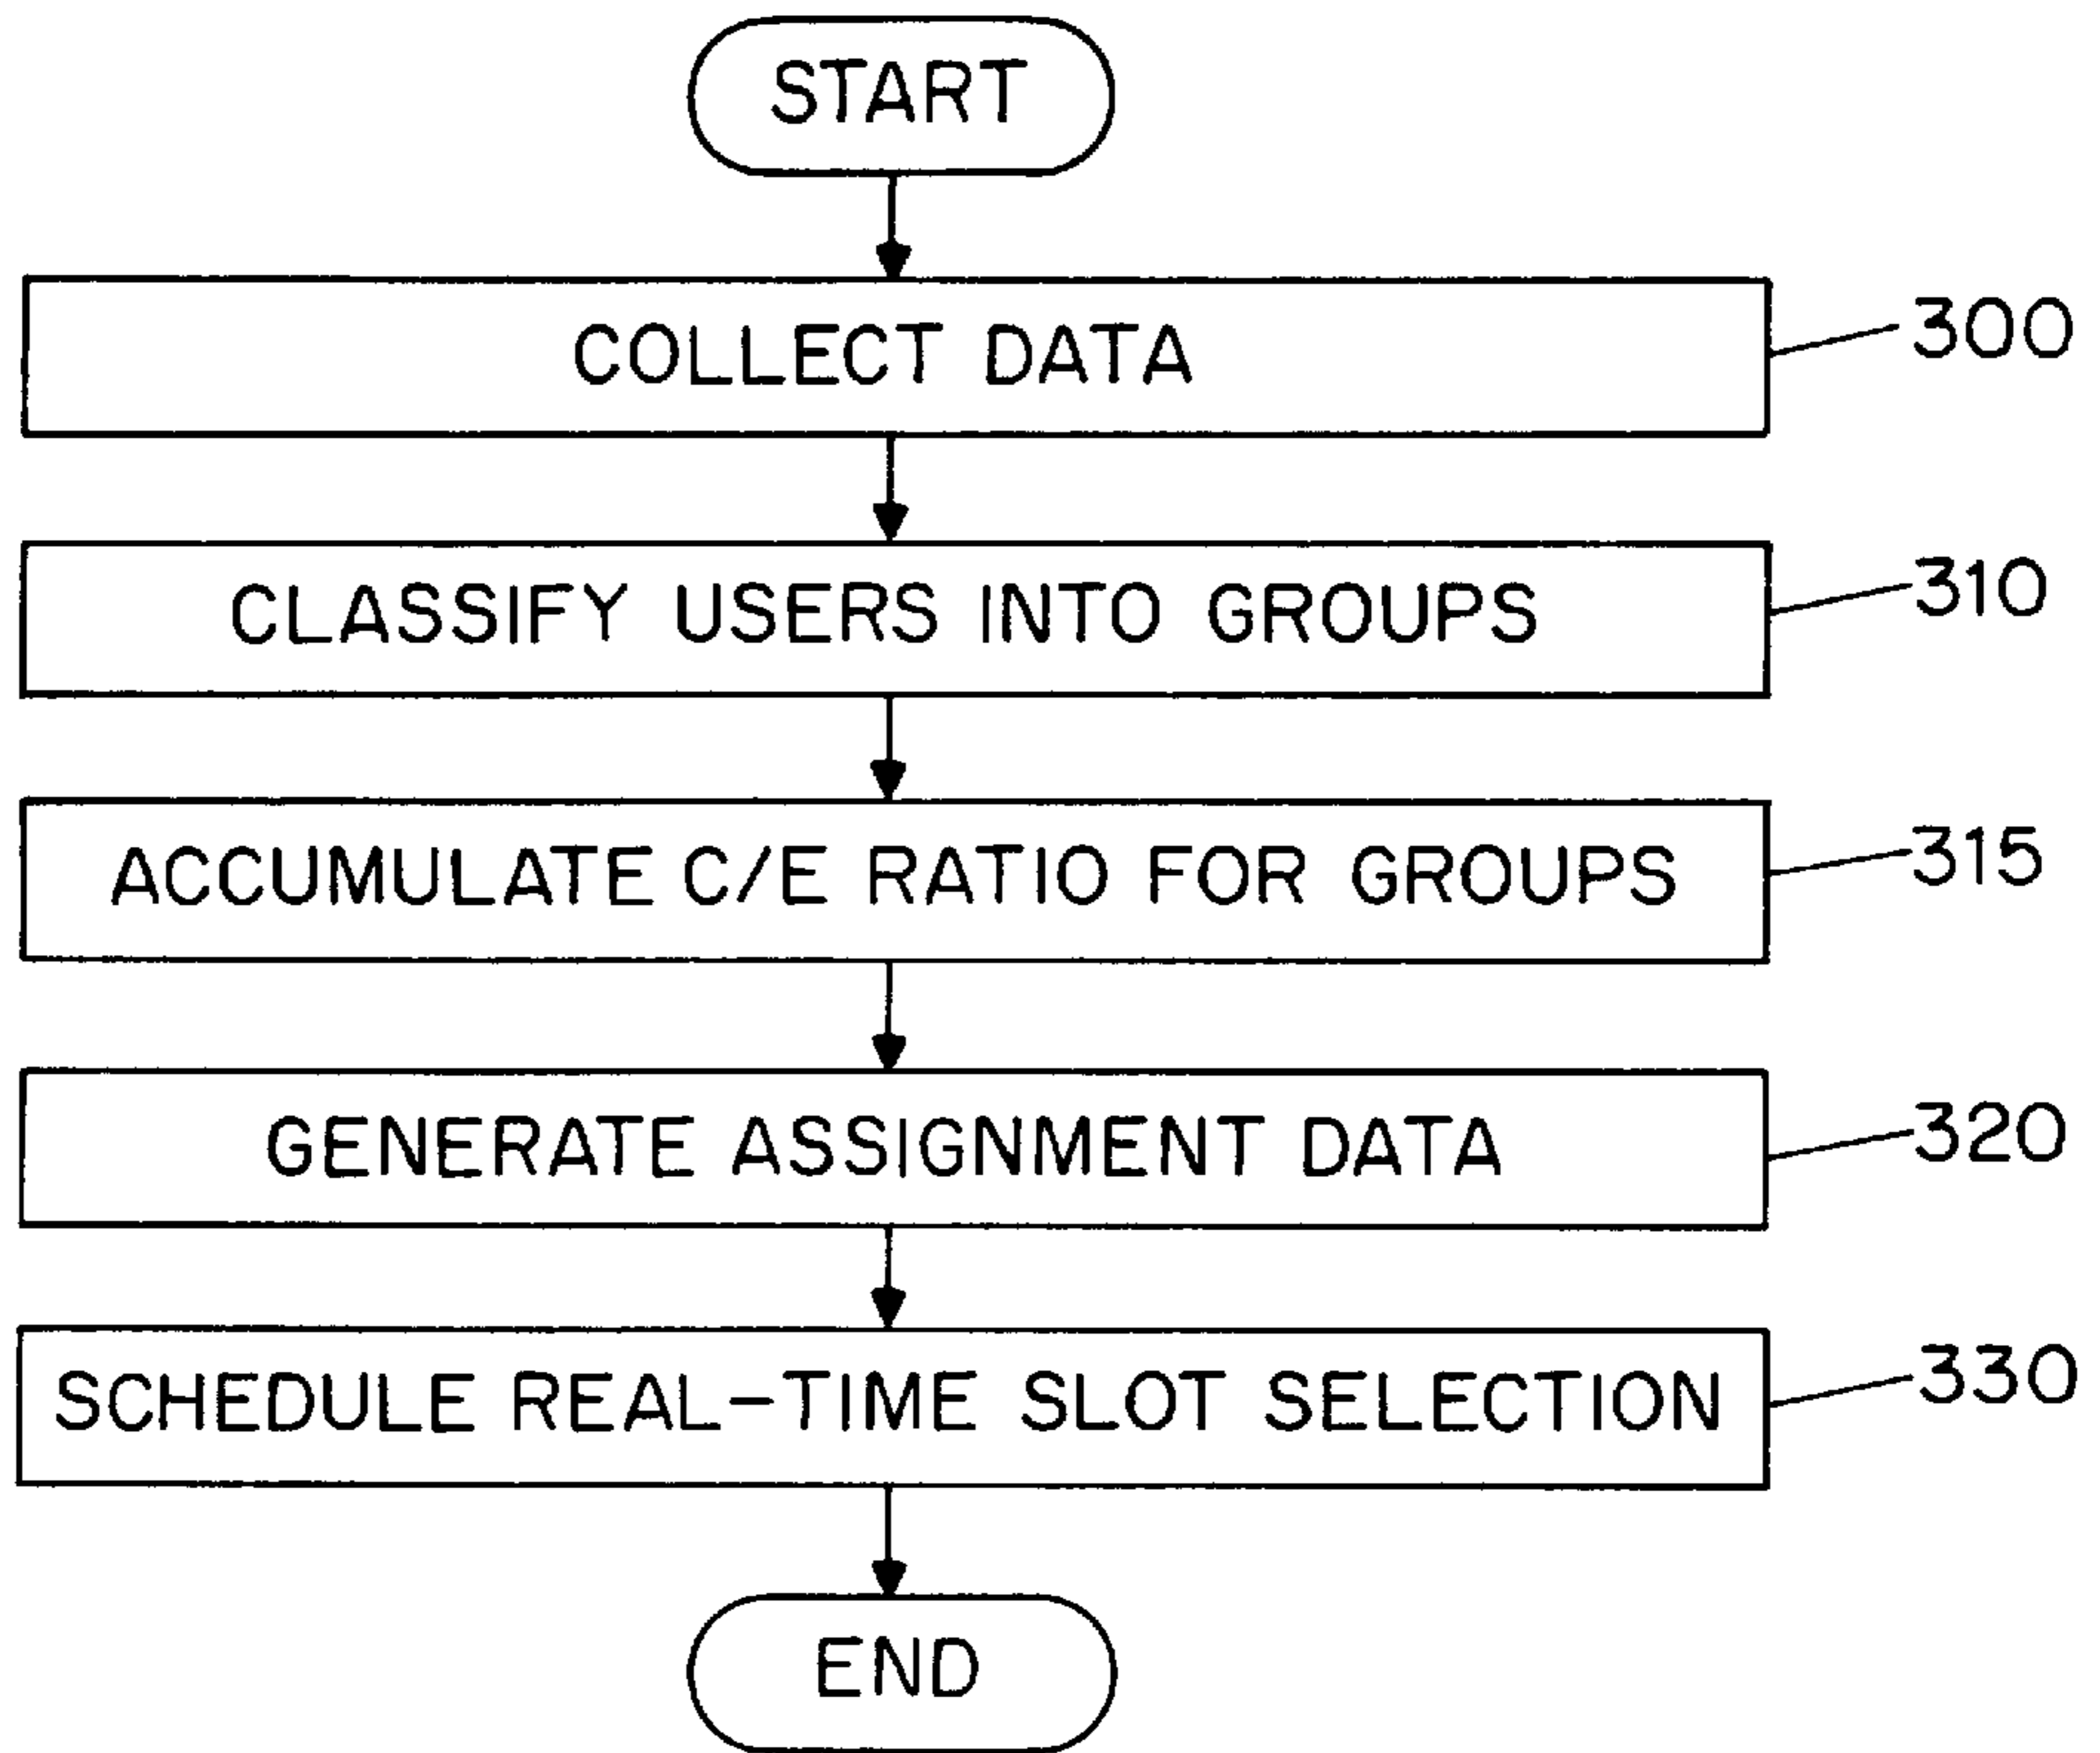 START
COLLECT DATA
300
CLASSIFY USERS INTO GROUPS
310
ACCUMULATE C/E RATIO FOR GROUPS
315
GENERATE ASSIGNMENT DATA
320
SCHEDULE REAL-TIME SLOT SELECTION
330
END